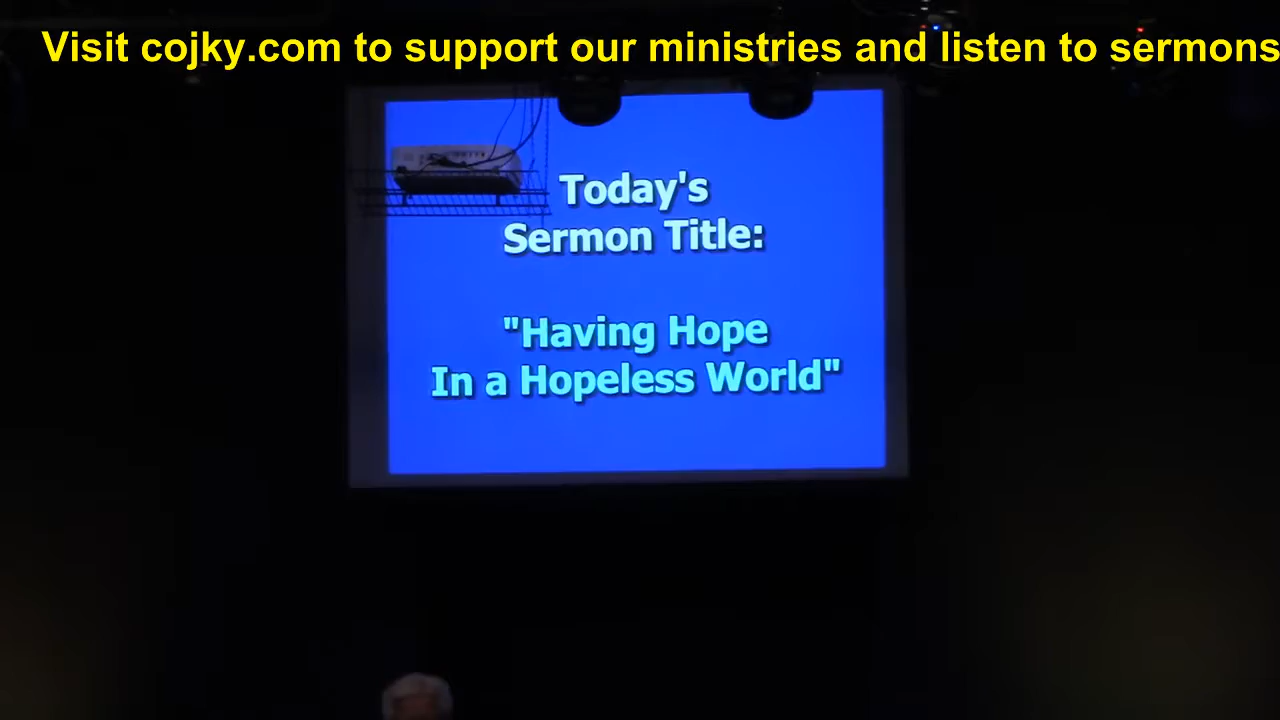 Visit cojky.com to support our ministries and listen to sermons
Today's
Sermon Title:
"Having Hope
In a Hopeless World"